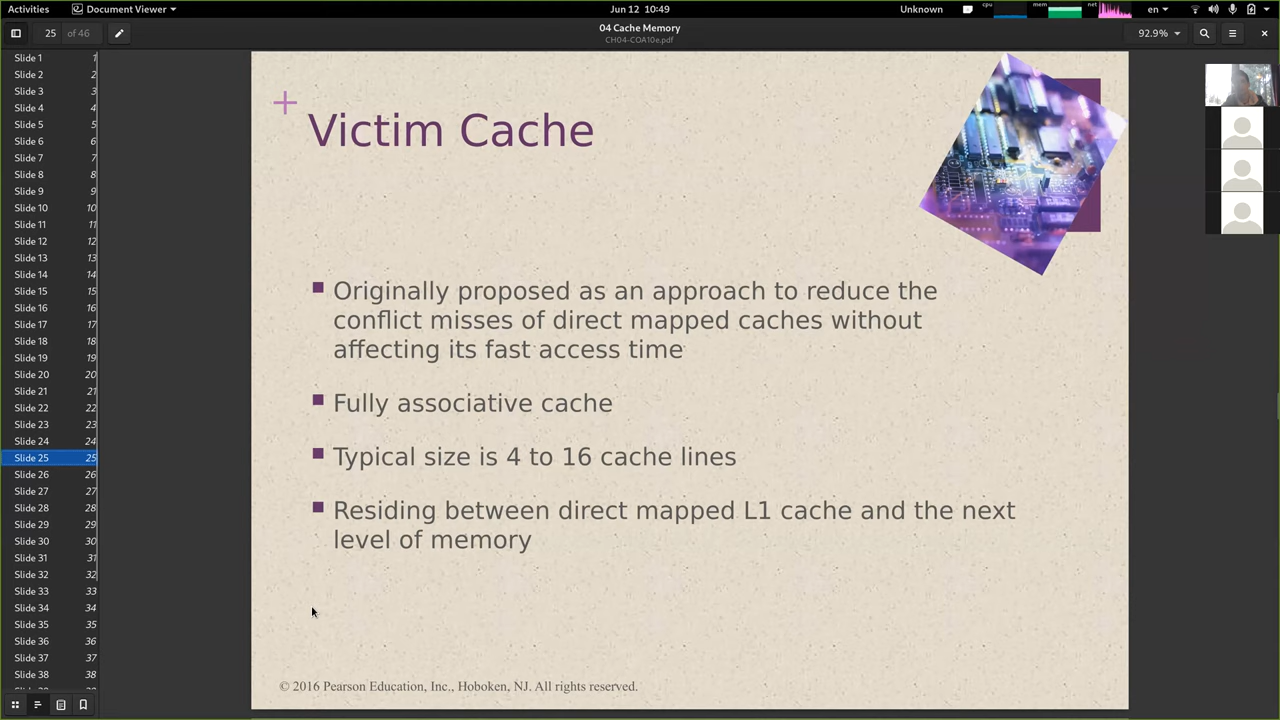 Activities
Document Viewer
Jun 12 10:49
Unknown
cpu
mem
net
en
25 of 46
04 Cache Memory
CH04-COA10e.pdf
92.9%
Slide 1 1
Slide 2 2
Slide 3 3
Slide 4 4
Slide 5 5
Slide 6 6
Slide 7 7
Slide 8 8
Slide 9 9
Slide 10 10
Slide 11 11
Slide 12 12
Slide 13 13
Slide 14 14
Slide 15 15
Slide 16 16
Slide 17 17
Slide 18 18
Slide 19 19
Slide 20 20
Slide 21 21
Slide 22 22
Slide 23 23
Slide 24 24
Slide 25 25
Slide 26 26
Slide 27 27
Slide 28 28
Slide 29 29
Slide 30 30
Slide 31 31
Slide 32 32
Slide 33 33
Slide 34 34
Slide 35 35
Slide 36 36
Slide 37 37
Slide 38 38
+
Victim Cache
Originally proposed as an approach to reduce the
conflict misses of direct mapped caches without
affecting its fast access time
Fully associative cache
Typical size is 4 to 16 cache lines
Residing between direct mapped L1 cache and the next
level of memory
© 2016 Pearson Education, Inc., Hoboken, NJ. All rights reserved.